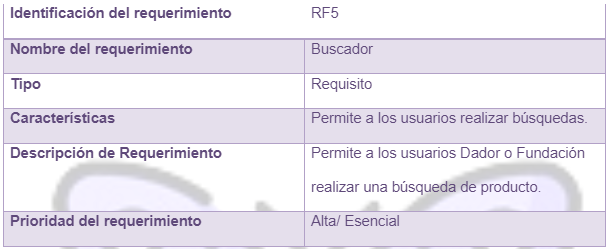 Identificación del requerimiento RF5
Nombre del requerimiento Buscador
Tipo Requisito
Características Permite a los usuarios realizar búsquedas.
Descripción de Requerimiento Permite a los usuarios Dador o Fundación
realizar una búsqueda de producto.
Prioridad del requerimiento Alta/ Esencial